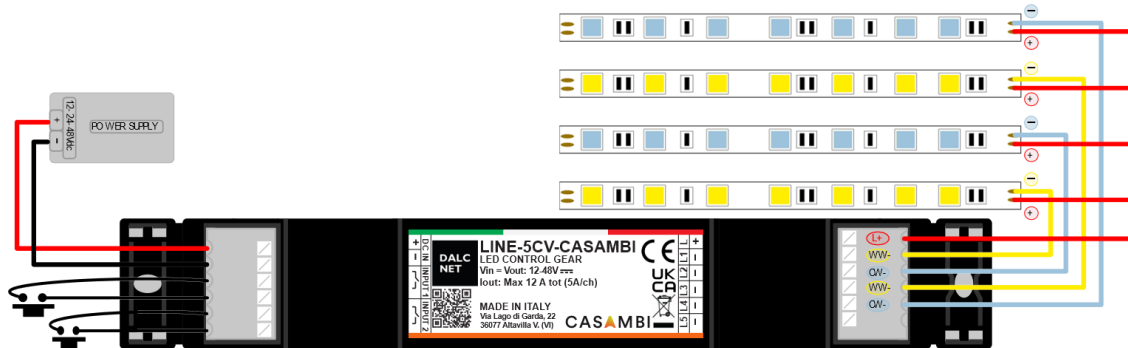 12-24-48Vdc
+
-
POWER SUPPLY
-
+
-
+
-
+
-
+
DALC
NET
LINE-5CV-CASAMBI
LED CONTROL GEAR
Vin = Vout: 12-48V
Iout: Max 12 A tot (5A/ch)
MADE IN ITALY
Via Lago di Garda, 22
36077 Altavilla V. (VI)
CASAMBI
CE
UK
CA
+
-
DC IN
INPUT 1
INPUT 2
L
L1
L2
L3
L4
L5
+
-
L+
WW-
CW-
WW-
CW-